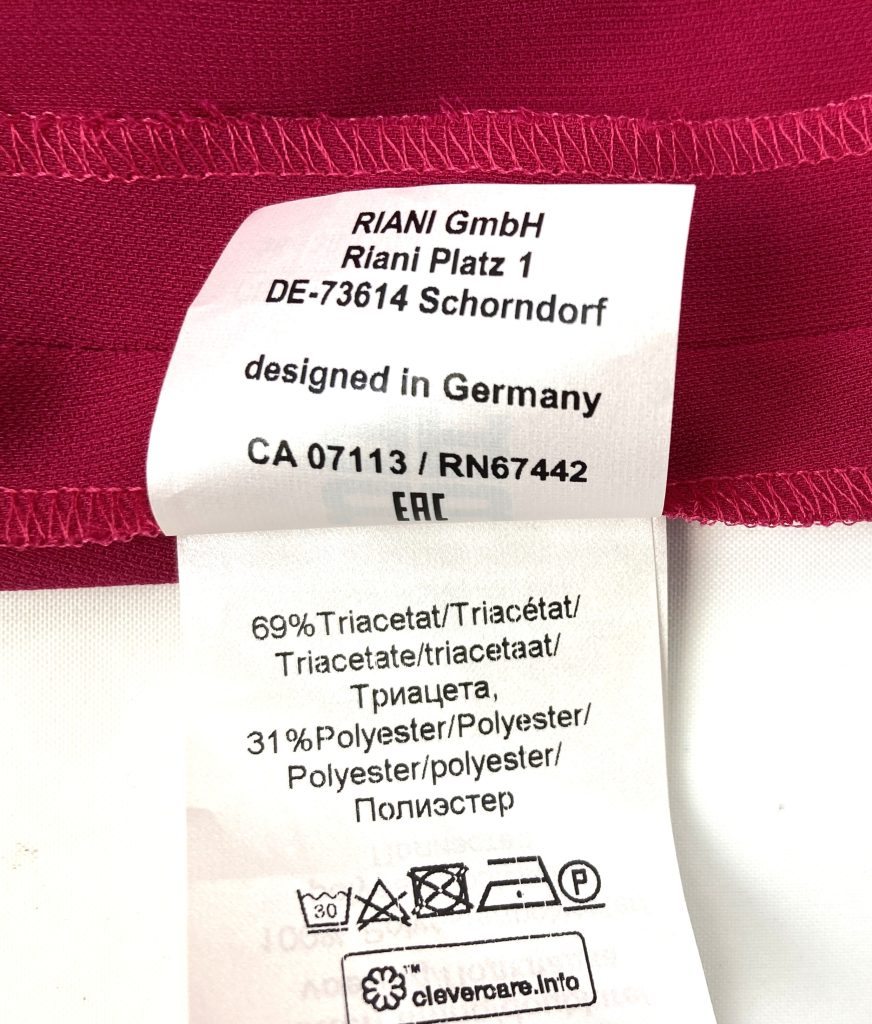 RIANI GmbH
Riani Platz 1
DE-73614 Schorndorf
designed in Germany
CA 07113 / RN67442
EAC
69%Triacetat/Triacétat/
Triacetate/triacetaat/
Триацета,
31%Polyester/Polyester/
Polyester/polyester/
Полиэстер
30 P
™
clevercare.info